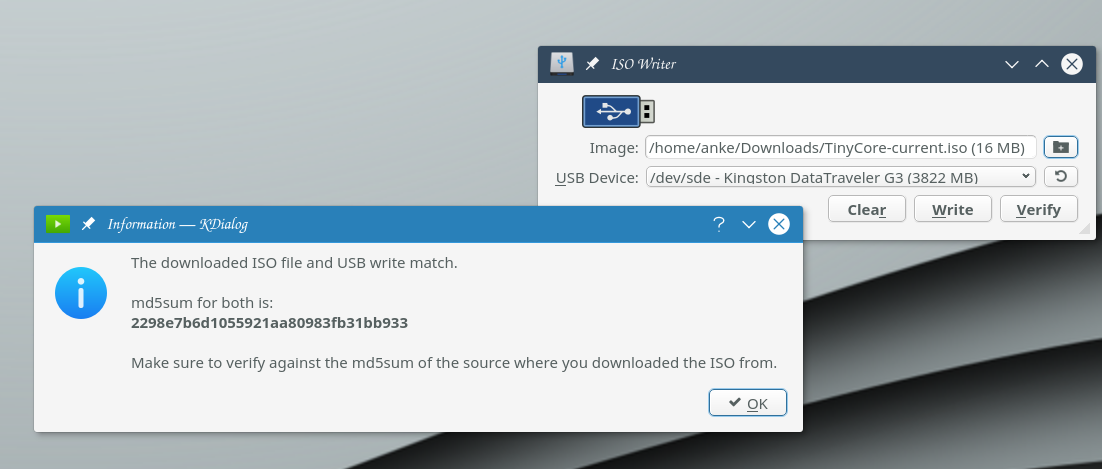 ISO Writer
Image: /home/anke/Downloads/TinyCore-current.iso (16 MB)
USB Device: /dev/sde - Kingston DataTraveler G3 (3822 MB)
Clear Write Verify
Information — KDialog
The downloaded ISO file and USB write match.
md5sum for both is:
2298e7b6d1055921aa80983fb31bb933
Make sure to verify against the md5sum of the source where you downloaded the ISO from.
OK